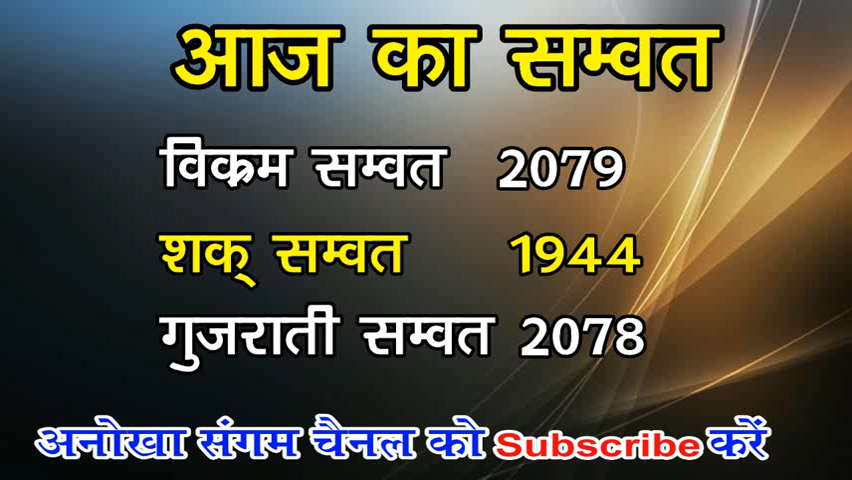 आज का सम्वत
विक्रम सम्वत 2079
शक् सम्वत 1944
गुजराती सम्वत 2078
अनोखा संगम चैनल को Subscribe करें